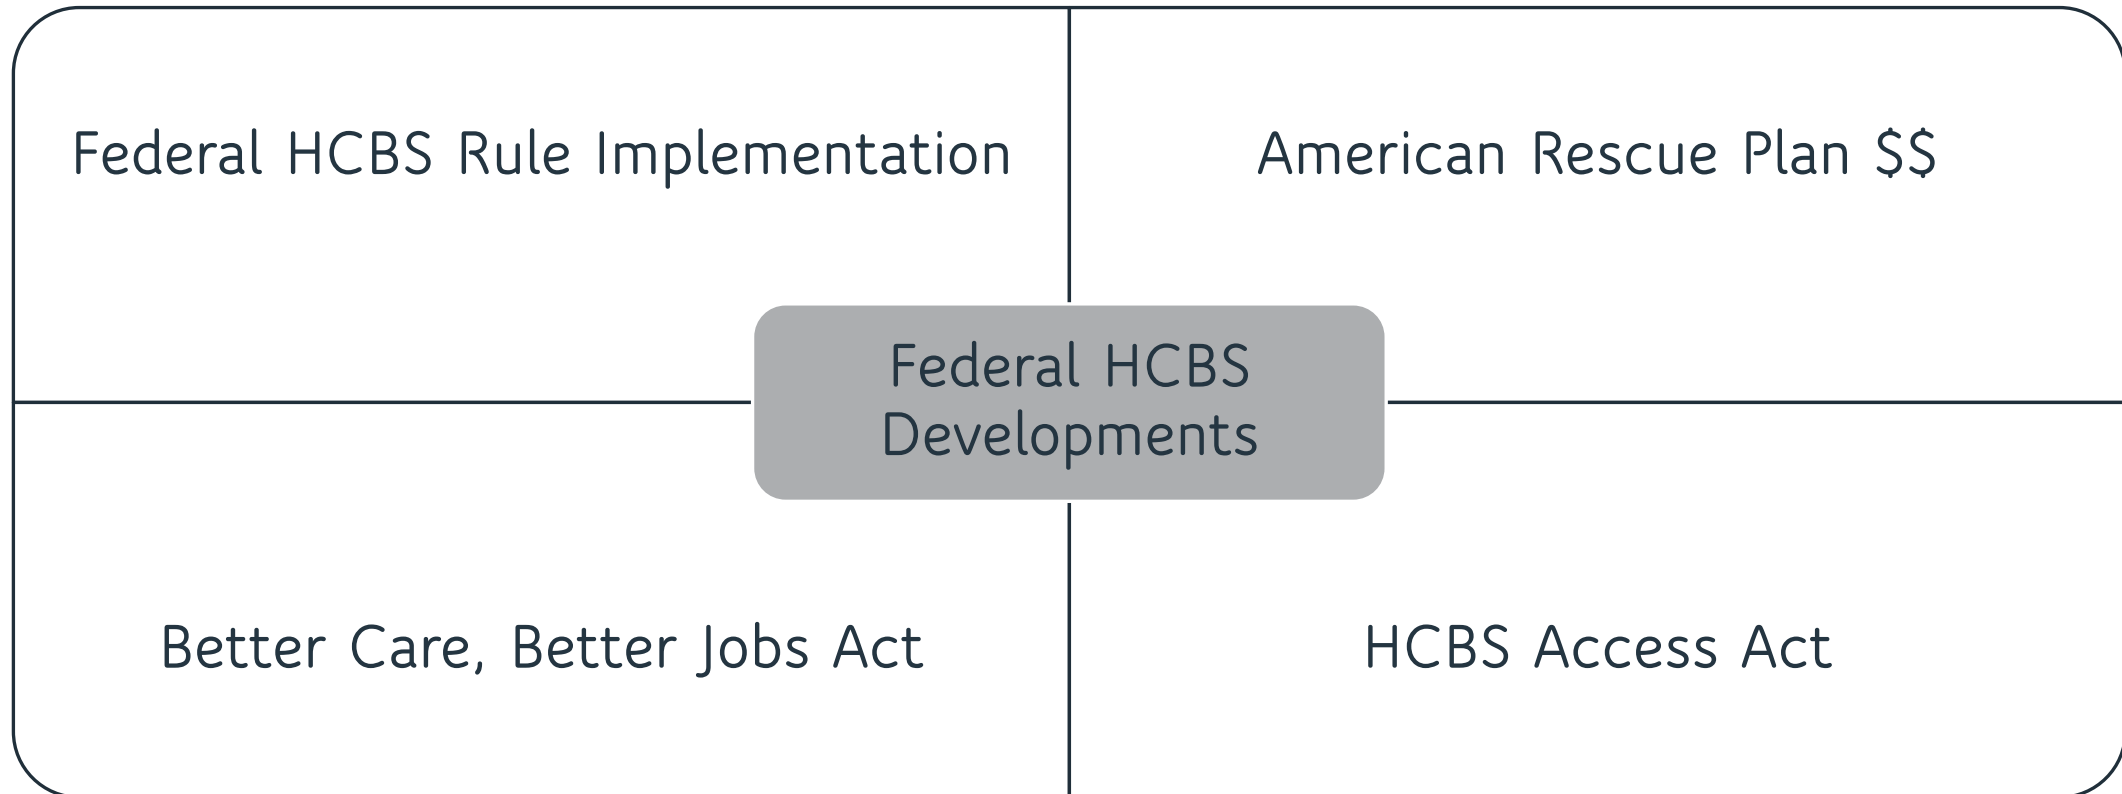 Federal HCBS Rule Implementation
American Rescue Plan $$
Federal HCBS
Developments
Better Care, Better Jobs Act
HCBS Access Act